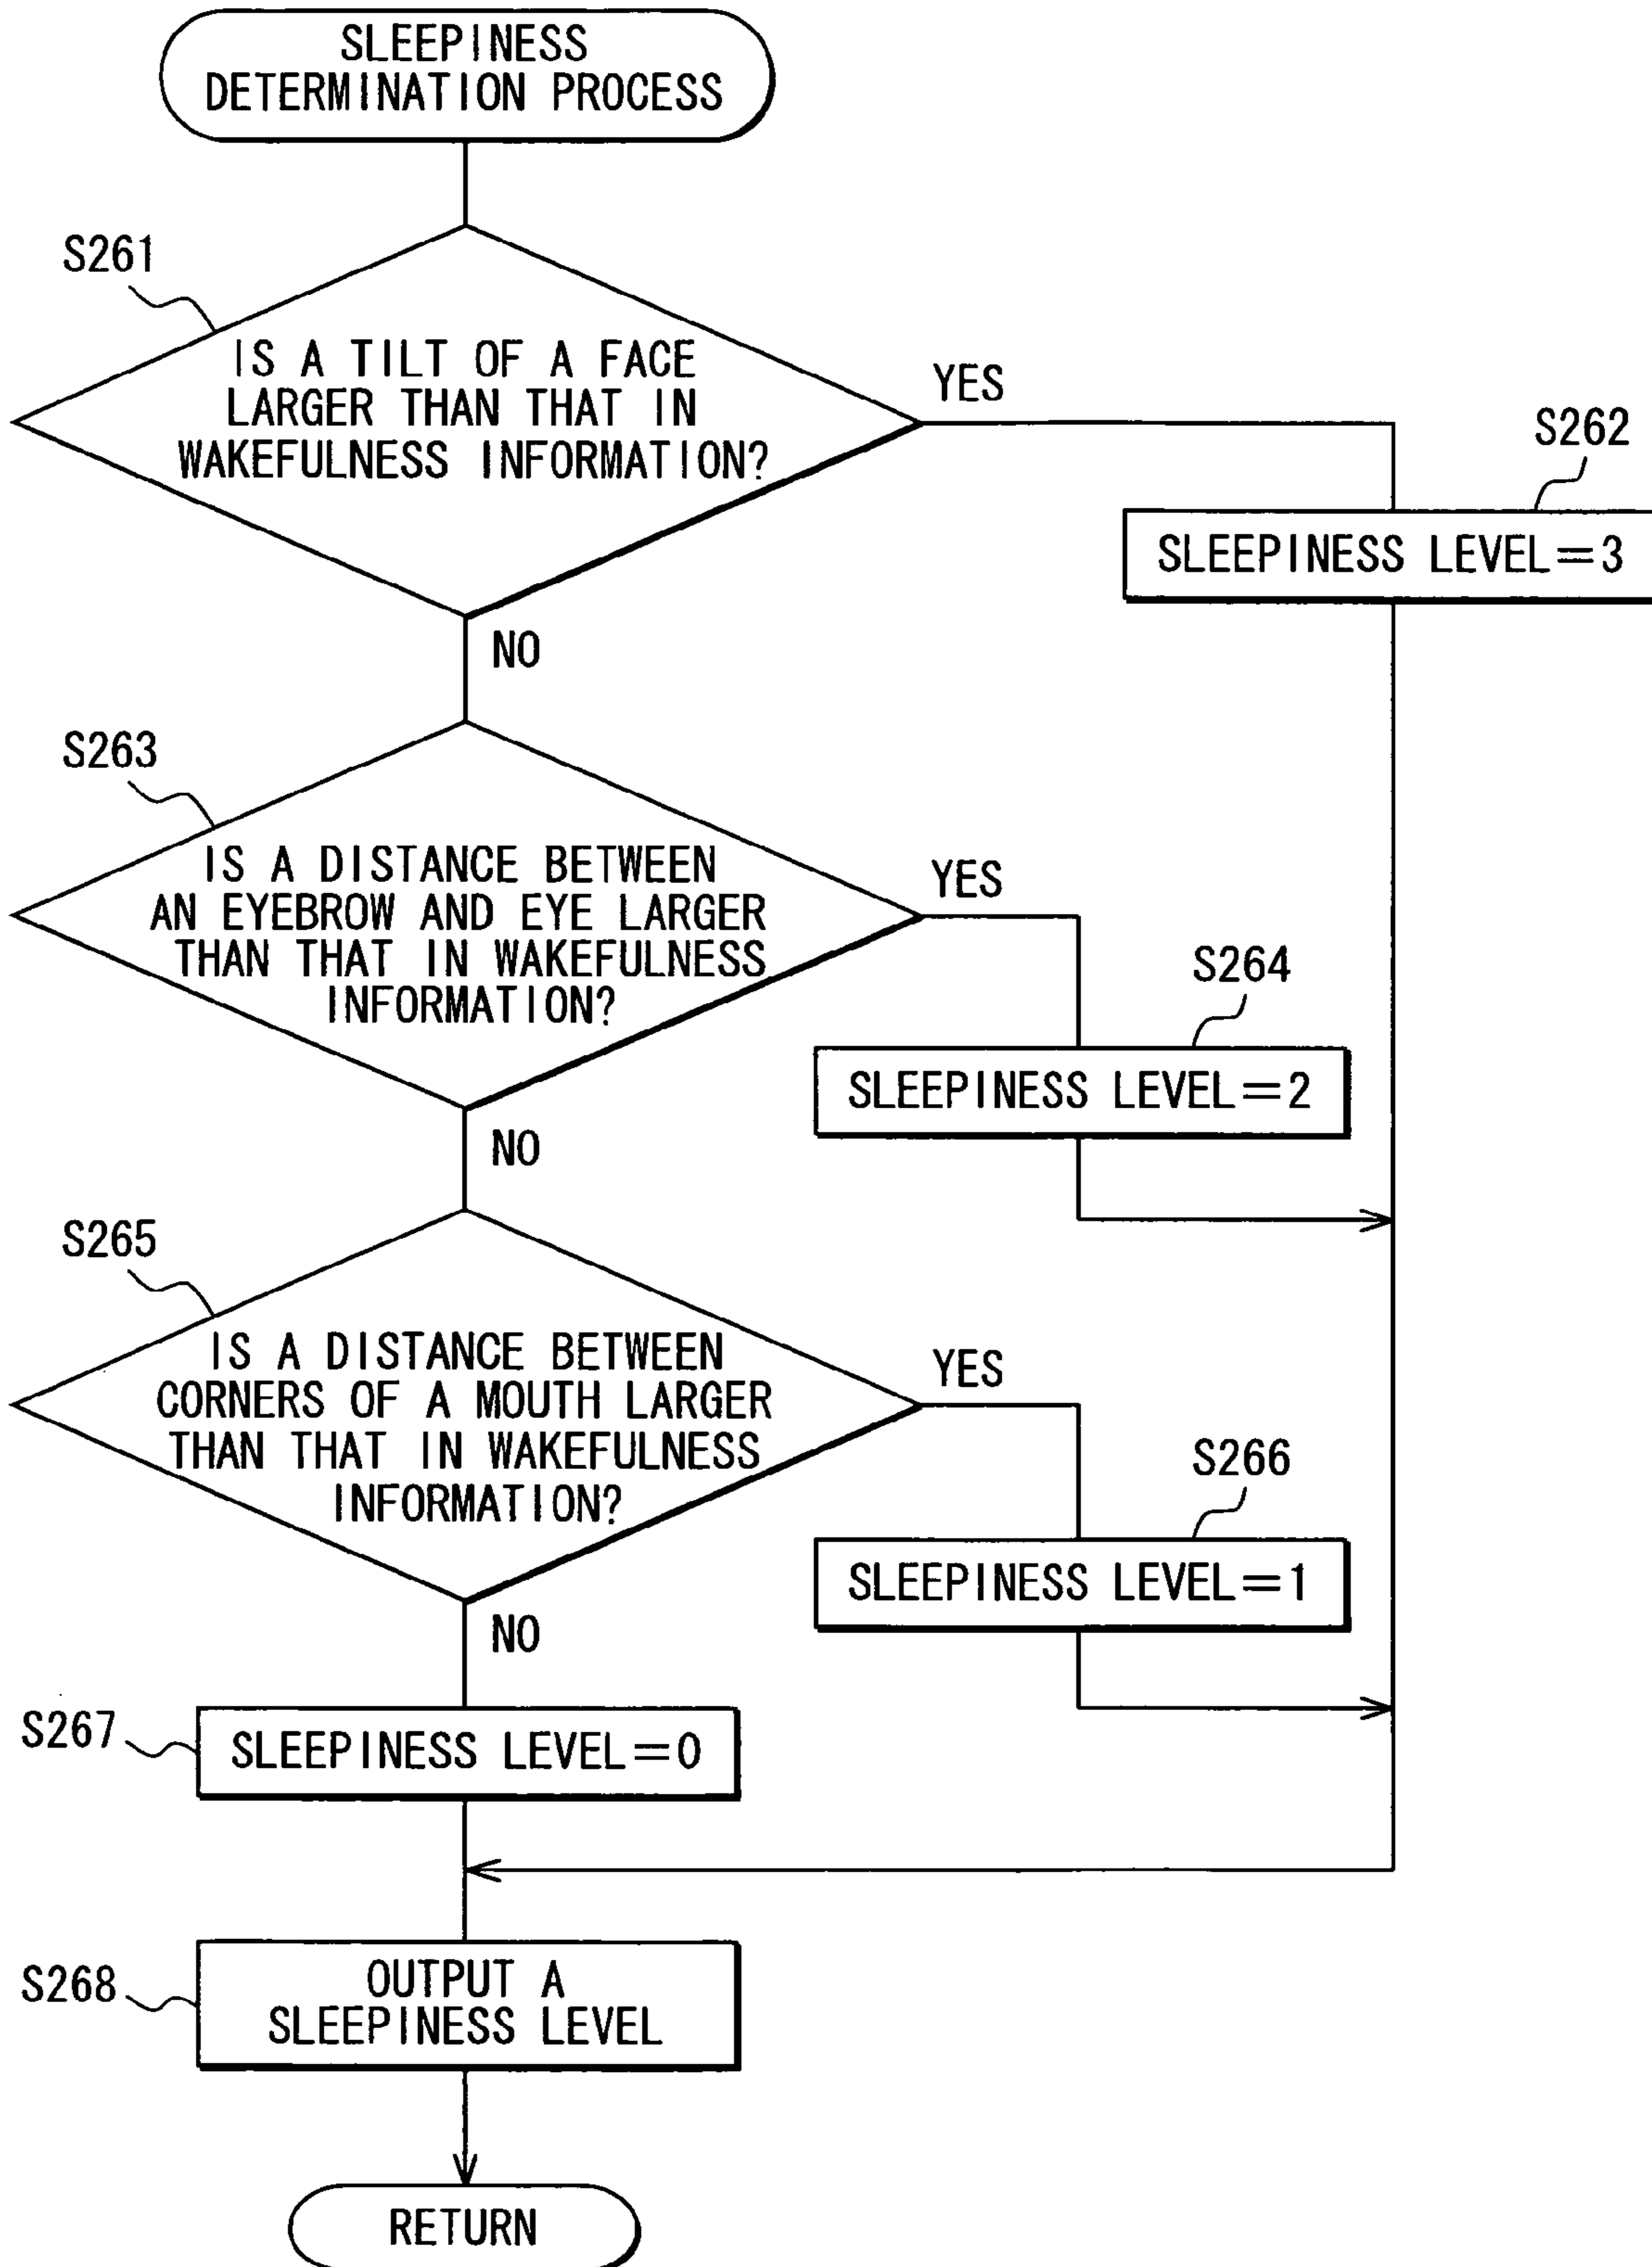 SLEEPINESS
DETERMINATION PROCESS
S261
IS A TILT OF A FACE
LARGER THAN THAT IN
WAKEFULNESS INFORMATION?
YES
S262
SLEEPINESS LEVEL=3
NO
S263
IS A DISTANCE BETWEEN
AN EYEBROW AND EYE LARGER
THAN THAT IN WAKEFULNESS
INFORMATION?
YES
S264
SLEEPINESS LEVEL=2
NO
S265
IS A DISTANCE BETWEEN
CORNERS OF A MOUTH LARGER
THAN THAT IN WAKEFULNESS
INFORMATION?
YES
S266
SLEEPINESS LEVEL=1
NO
S267
SLEEPINESS LEVEL=0
S268
OUTPUT A
SLEEPINESS LEVEL
RETURN